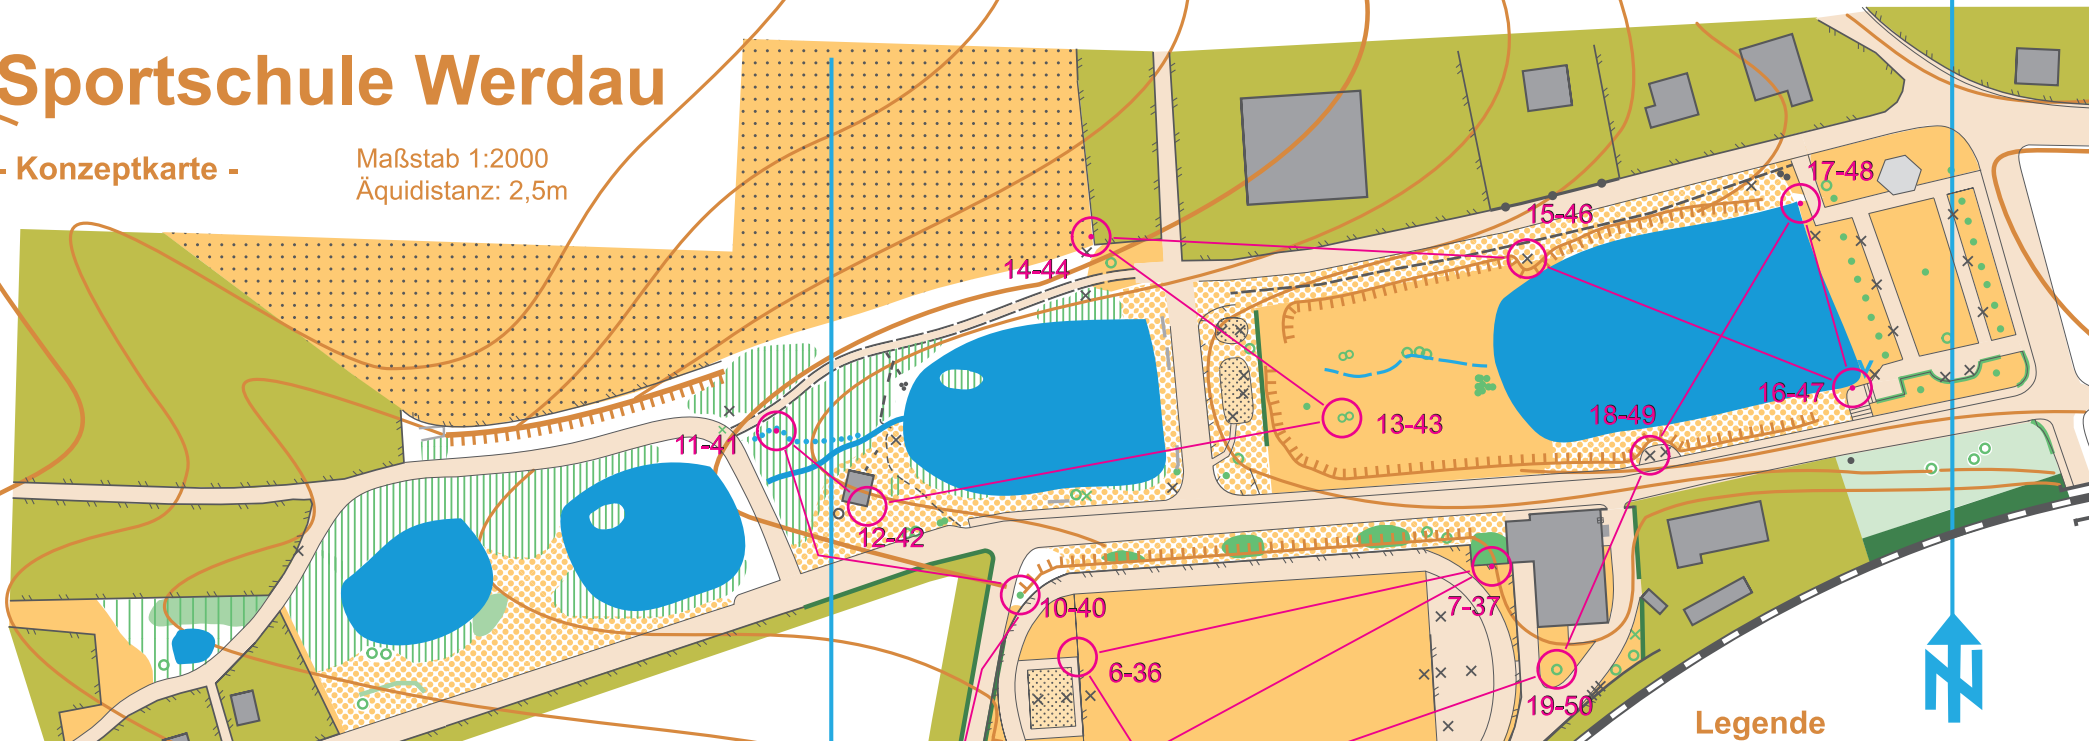 Sportschule Werdau
- Konzeptkarte -
Maßstab 1:2000
Äquidistanz: 2,5m
17-48
15-46
14-44
16-47
18-49
13-43
11-41
12-42
10-40
7-37
6-36
19-50
N
Legende